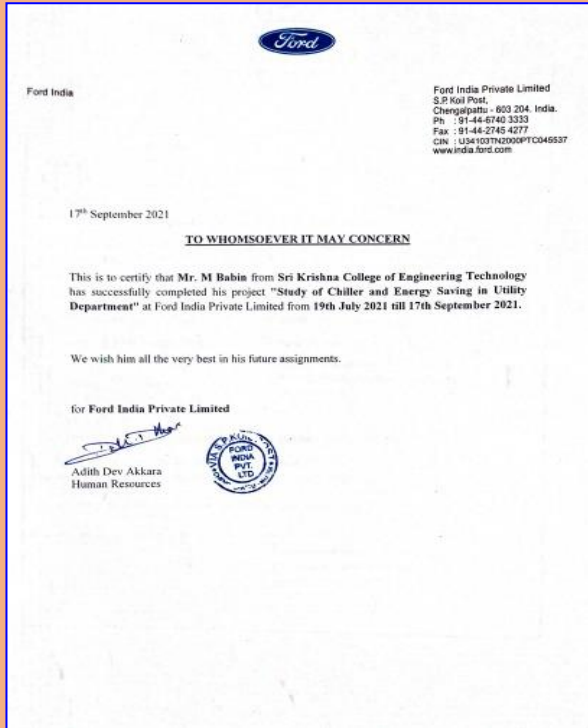 Ford
Ford India
Ford India Private Limited
S.P. Koil Post,
Chengalpattu - 603 204. India.
Ph : 91-44-6740 3333
Fax : 91-44-2745 4277
CIN : U34103TN2000PTC046537
www.india.ford.com
17th September 2021
TO WHOMSOEVER IT MAY CONCERN
This is to certify that Mr. M Babin from Sri Krishna College of Engineering Technology
has successfully completed his project "Study of Chiller and Energy Saving in Utility
Department" at Ford India Private Limited from 19th July 2021 till 17th September 2021.
We wish him all the very best in his future assignments.
for Ford India Private Limited
Adith Dev Akkara
Human Resources
VIA S.P. KOIL
FORD
INDIA
PVT.
LTD